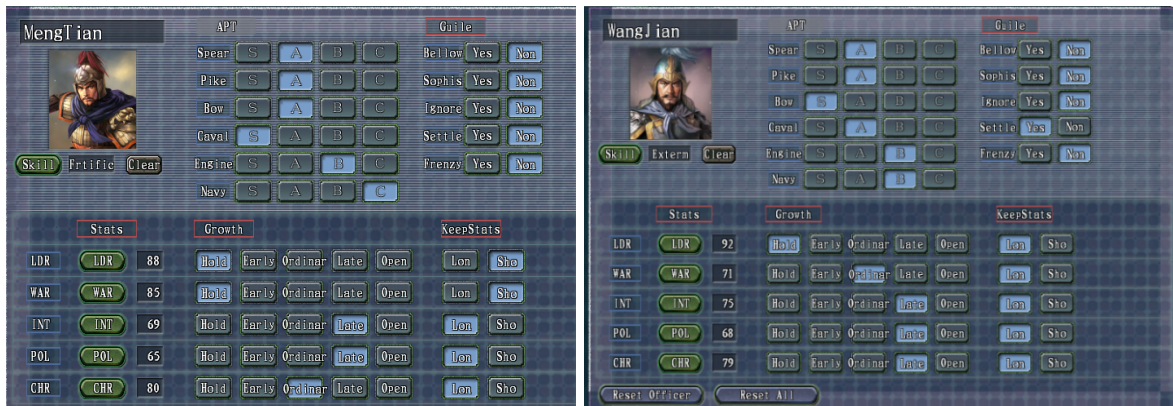 MengTian
APT
Guile
Spear S A B C
Bellow Yes Non
Pike S A B C
Sophis Yes Non
Bow S A B C
Ignore Yes Non
Caval S A B C
Settle Yes Non
Skill Frtific Clear
Engine S A B C
Frenzy Yes Non
Navy S A B C
Stats
Growth
KeepStats
LDR LDR 88 Hold Early Ordinar Late Open Lon Sho
WAR WAR 85 Hold Early Ordinar Late Open Lon Sho
INT INT 69 Hold Early Ordinar Late Open Lon Sho
POL POL 65 Hold Early Ordinar Late Open Lon Sho
CHR CHR 80 Hold Early Ordinar Late Open Lon Sho
WangJian
APT
Guile
Spear S A B C
Bellow Yes Non
Pike S A B C
Sophis Yes Non
Bow S A B C
Ignore Yes Non
Caval S A B C
Settle Yes Non
Skill Exterm Clear
Engine S A B C
Frenzy Yes Non
Navy S A B C
Stats
Growth
KeepStats
LDR LDR 92 Hold Early Ordinar Late Open Lon Sho
WAR WAR 71 Hold Early Ordinar Late Open Lon Sho
INT INT 75 Hold Early Ordinar Late Open Lon Sho
POL POL 68 Hold Early Ordinar Late Open Lon Sho
CHR CHR 79 Hold Early Ordinar Late Open Lon Sho
Reset Officer Reset All